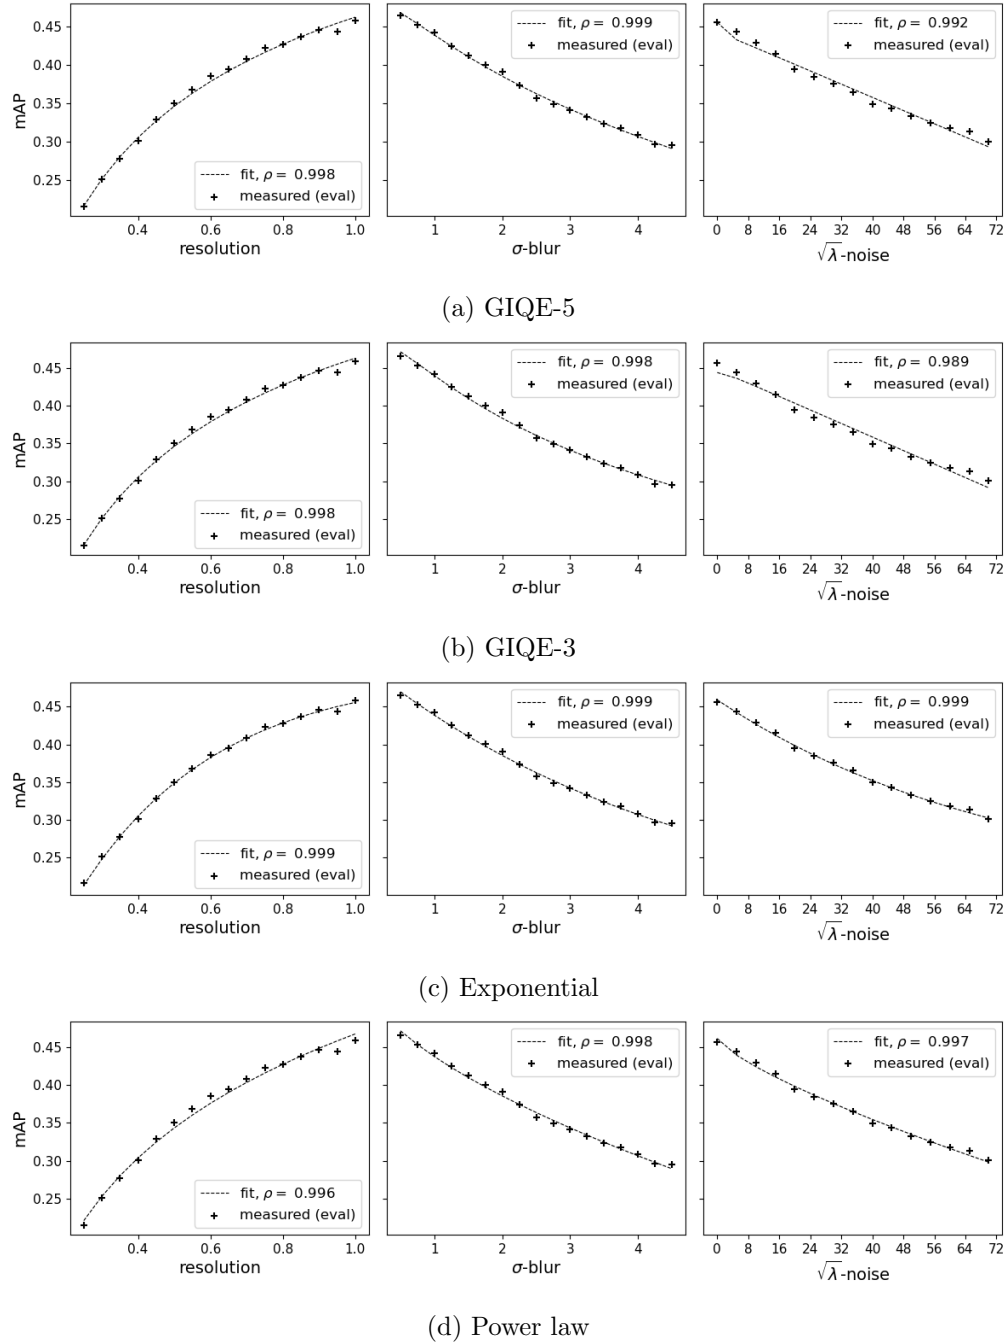 0.45
0.40
0.35
0.30
0.25
mAP
fit, ρ = 0.998
measured (eval)
0.4 0.6 0.8 1.0
resolution
fit, ρ = 0.999
measured (eval)
1 2 3 4
σ-blur
fit, ρ = 0.992
measured (eval)
0 8 16 24 32 40 48 56 64 72
√λ-noise
(a) GIQE-5
0.45
0.40
0.35
0.30
0.25
mAP
fit, ρ = 0.998
measured (eval)
0.4 0.6 0.8 1.0
resolution
fit, ρ = 0.998
measured (eval)
1 2 3 4
σ-blur
fit, ρ = 0.989
measured (eval)
0 8 16 24 32 40 48 56 64 72
√λ-noise
(b) GIQE-3
0.45
0.40
0.35
0.30
0.25
mAP
fit, ρ = 0.999
measured (eval)
0.4 0.6 0.8 1.0
resolution
fit, ρ = 0.999
measured (eval)
1 2 3 4
σ-blur
fit, ρ = 0.999
measured (eval)
0 8 16 24 32 40 48 56 64 72
√λ-noise
(c) Exponential
0.45
0.40
0.35
0.30
0.25
mAP
fit, ρ = 0.996
measured (eval)
0.4 0.6 0.8 1.0
resolution
fit, ρ = 0.998
measured (eval)
1 2 3 4
σ-blur
fit, ρ = 0.997
measured (eval)
0 8 16 24 32 40 48 56 64 72
√λ-noise
(d) Power law